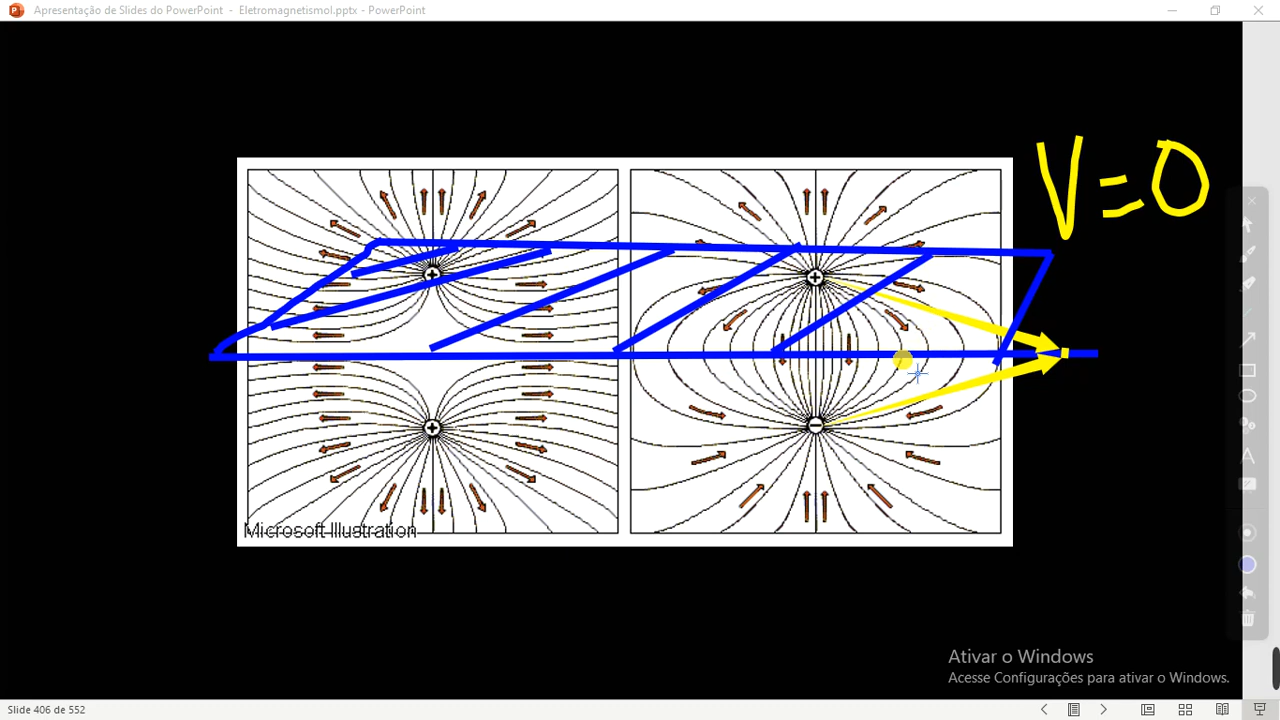 Apresentação de Slides do PowerPoint - Eletromagnetismol.pptx - PowerPoint
V=0
+
+
+
−
Microsoft Illustration
Ativar o Windows
Acesse Configurações para ativar o Windows.
Slide 406 de 552